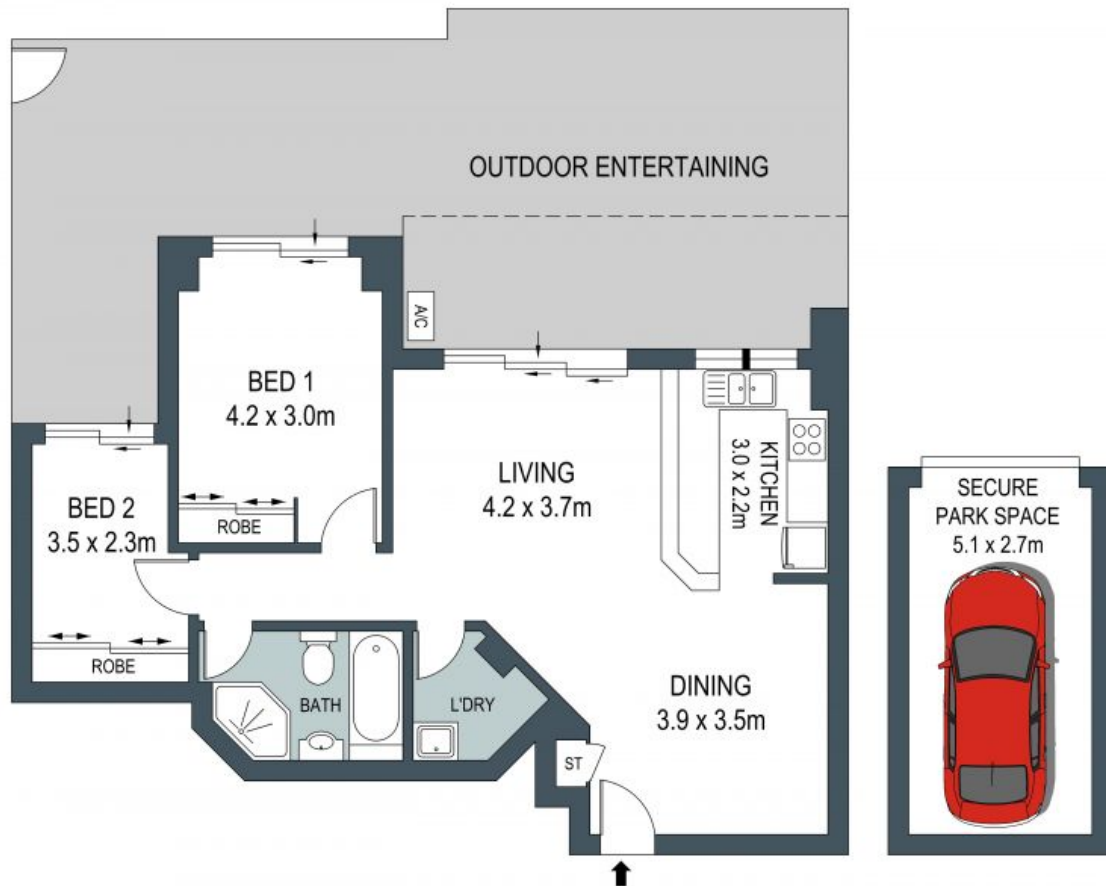 OUTDOOR ENTERTAINING
A/C
BED 1
4.2 x 3.0m
ROBE
BED 2
3.5 x 2.3m
ROBE
LIVING
4.2 x 3.7m
KITCHEN
3.0 x 2.2m
BATH
L'DRY
DINING
3.9 x 3.5m
ST
SECURE
PARK SPACE
5.1 x 2.7m